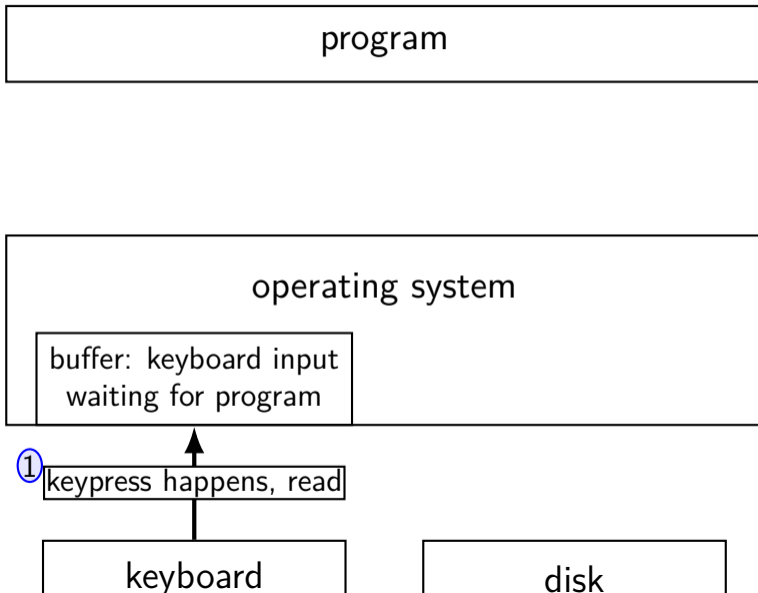 program
operating system
buffer: keyboard input
waiting for program
1
keypress happens, read
keyboard
disk